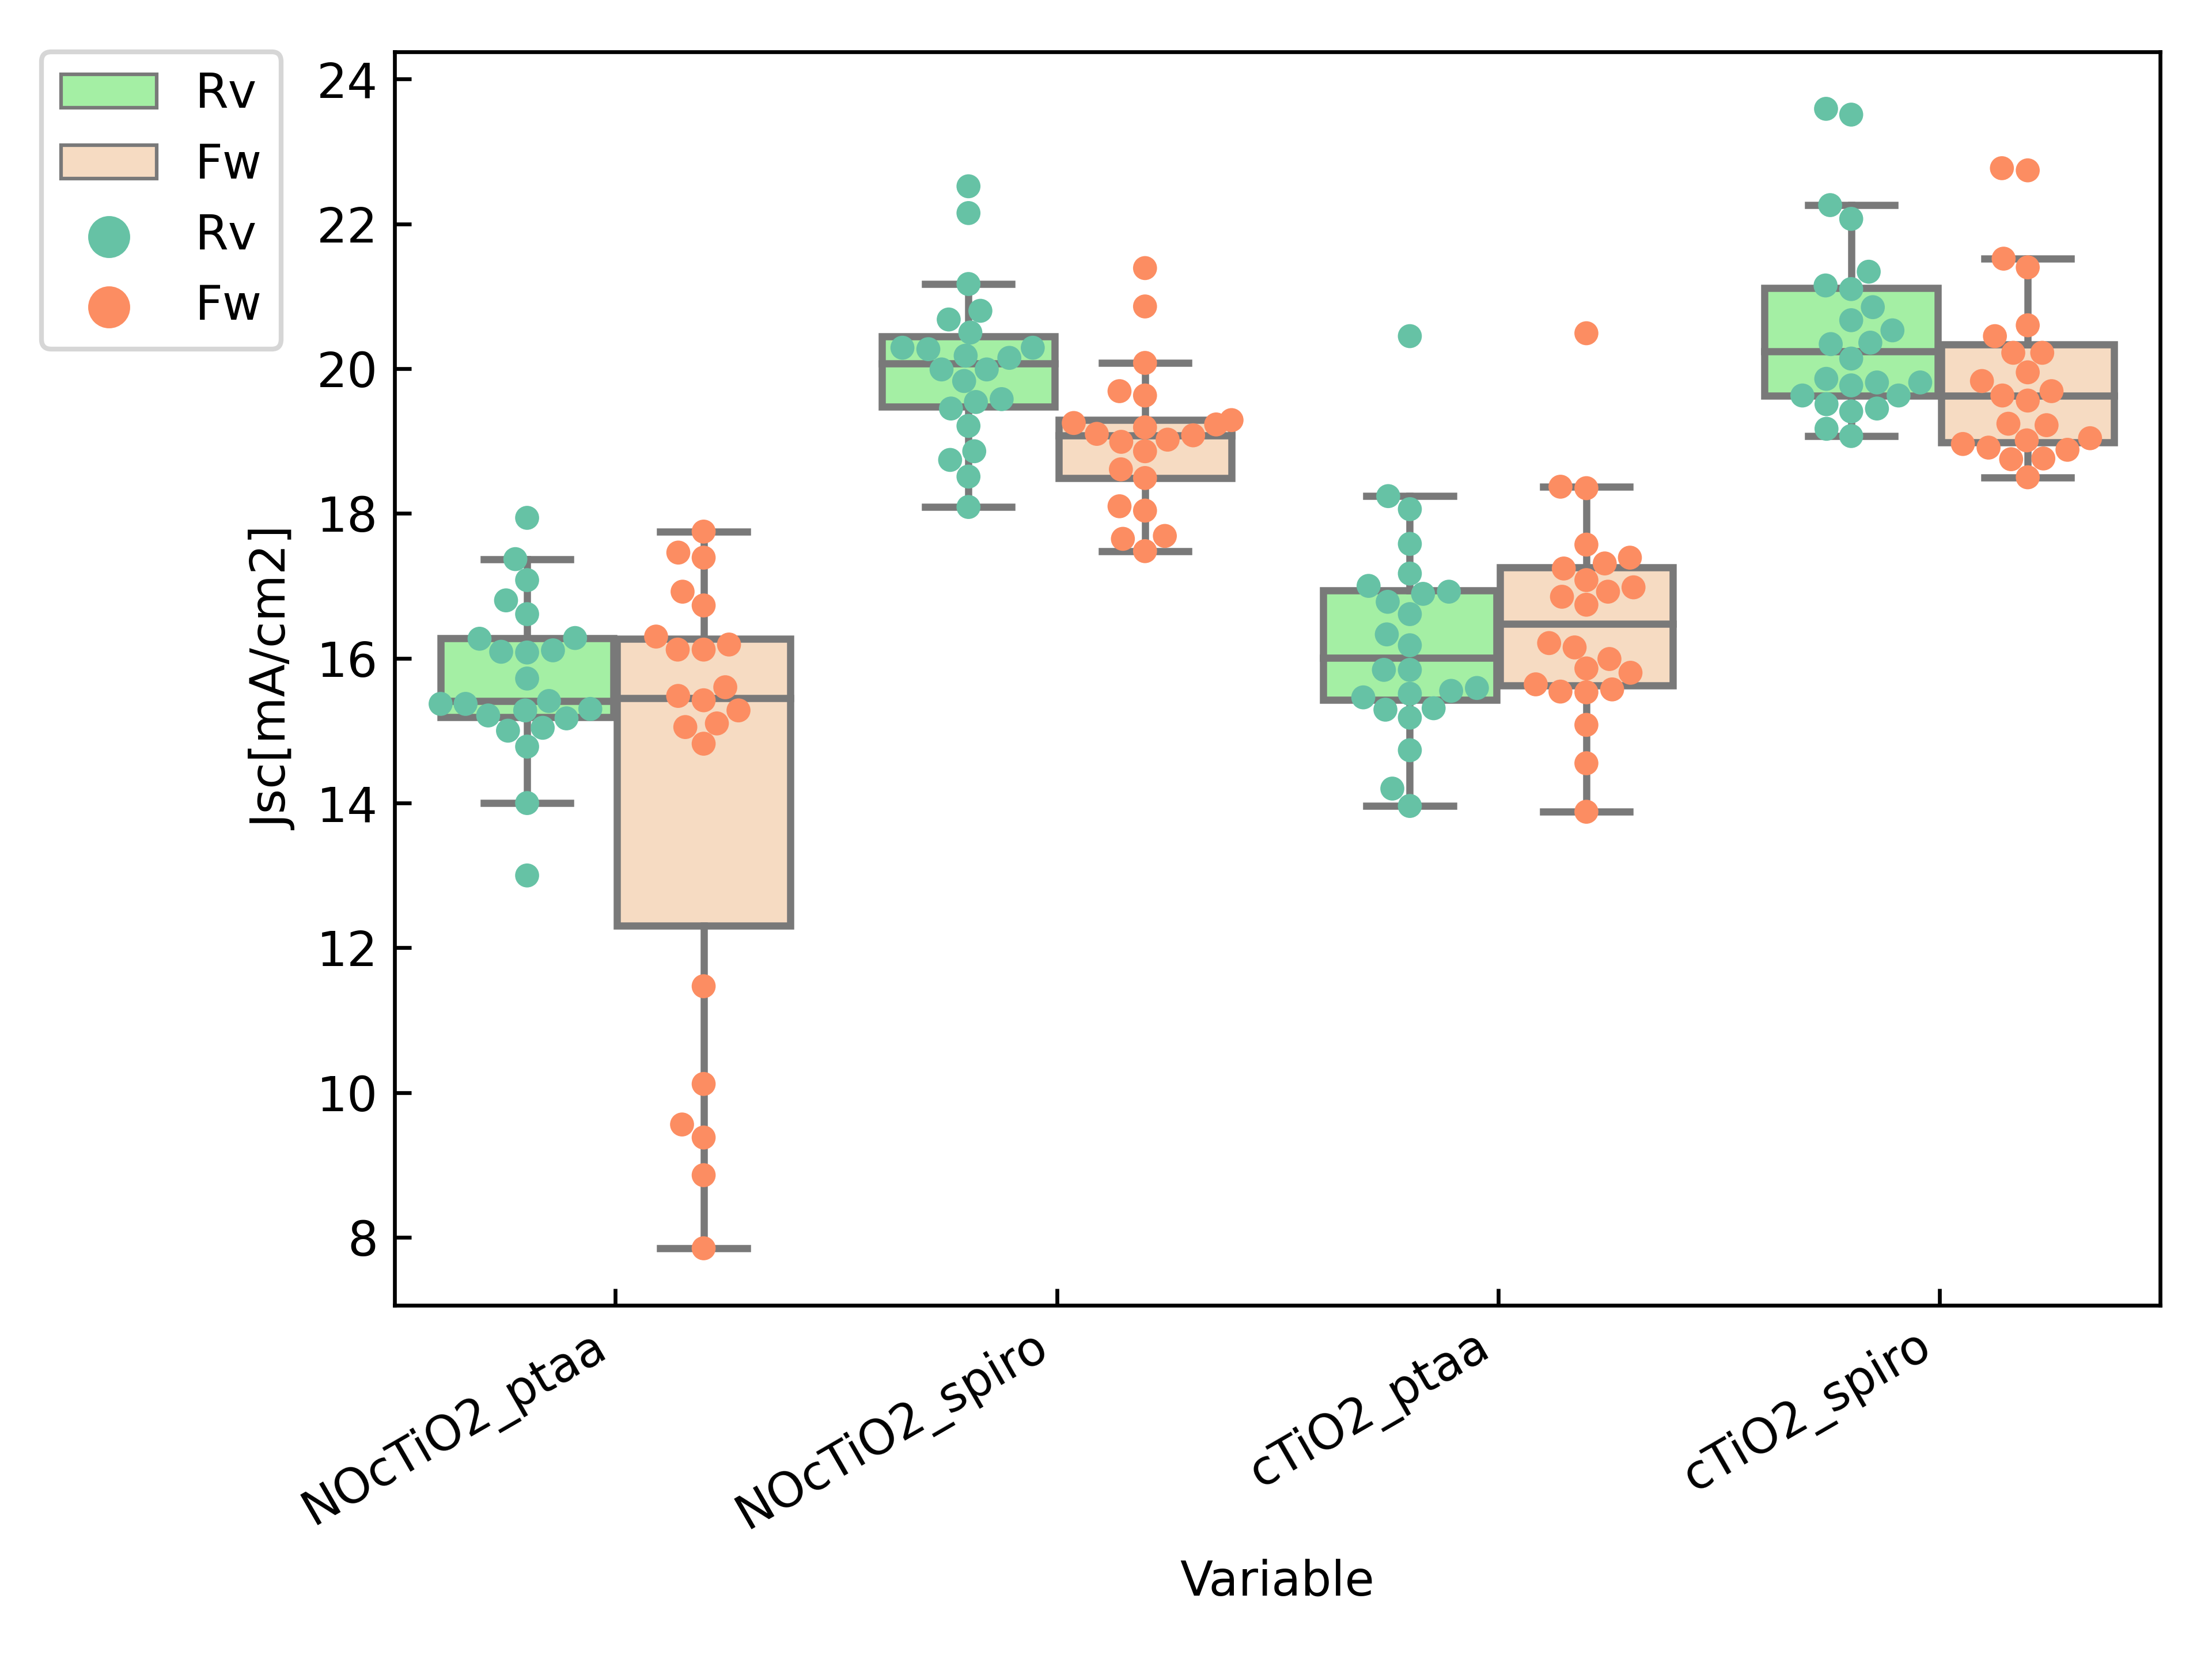 Rv
Fw
Rv
Fw
24
22
20
18
16
14
12
10
8
Jsc[mA/cm2]
NOcTiO2_ptaa
NOcTiO2_spiro
cTiO2_ptaa
cTiO2_spiro
Variable